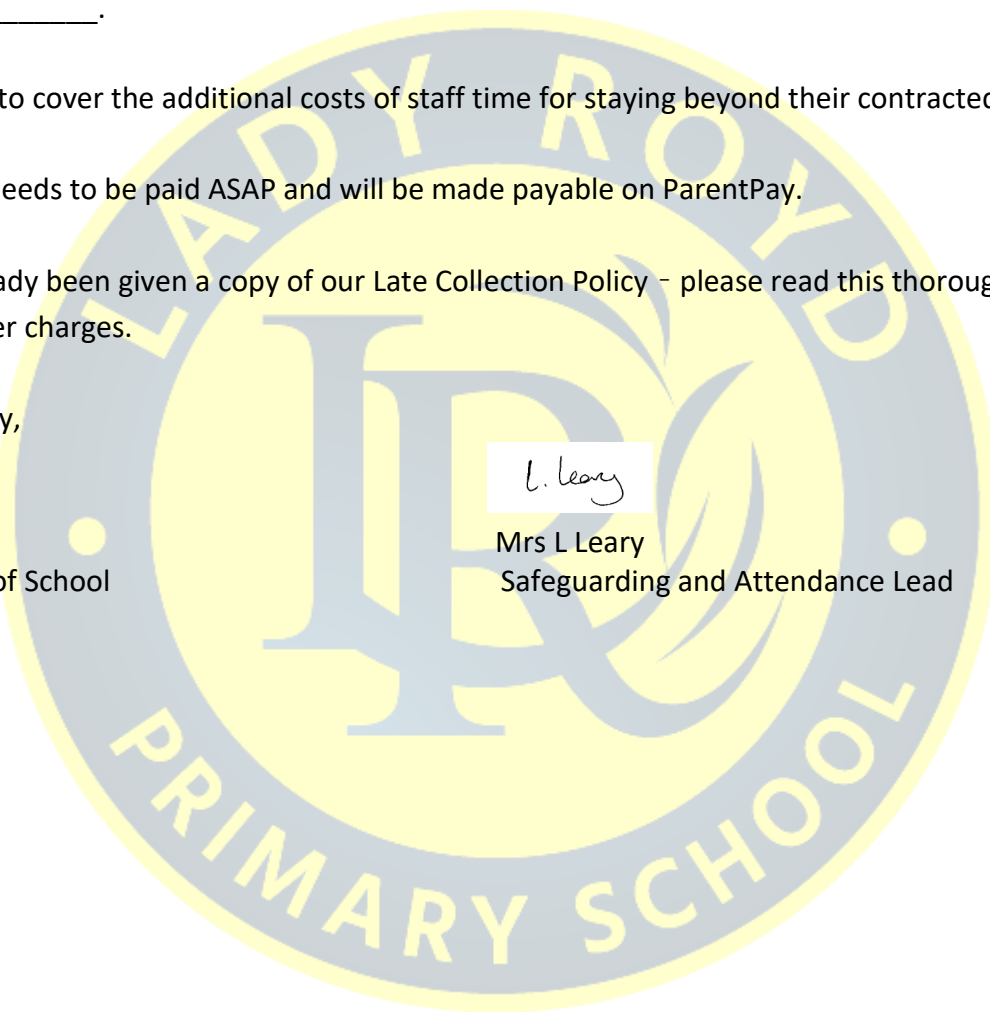 ______.
to cover the additional costs of staff time for staying beyond their contracted
eeds to be paid ASAP and will be made payable on ParentPay.
ady been given a copy of our Late Collection Policy – please read this thoroug
er charges.
y,
L. Leary
Mrs L Leary
of School Safeguarding and Attendance Lead
LADY ROYD
LR
PRIMARY SCHOOL